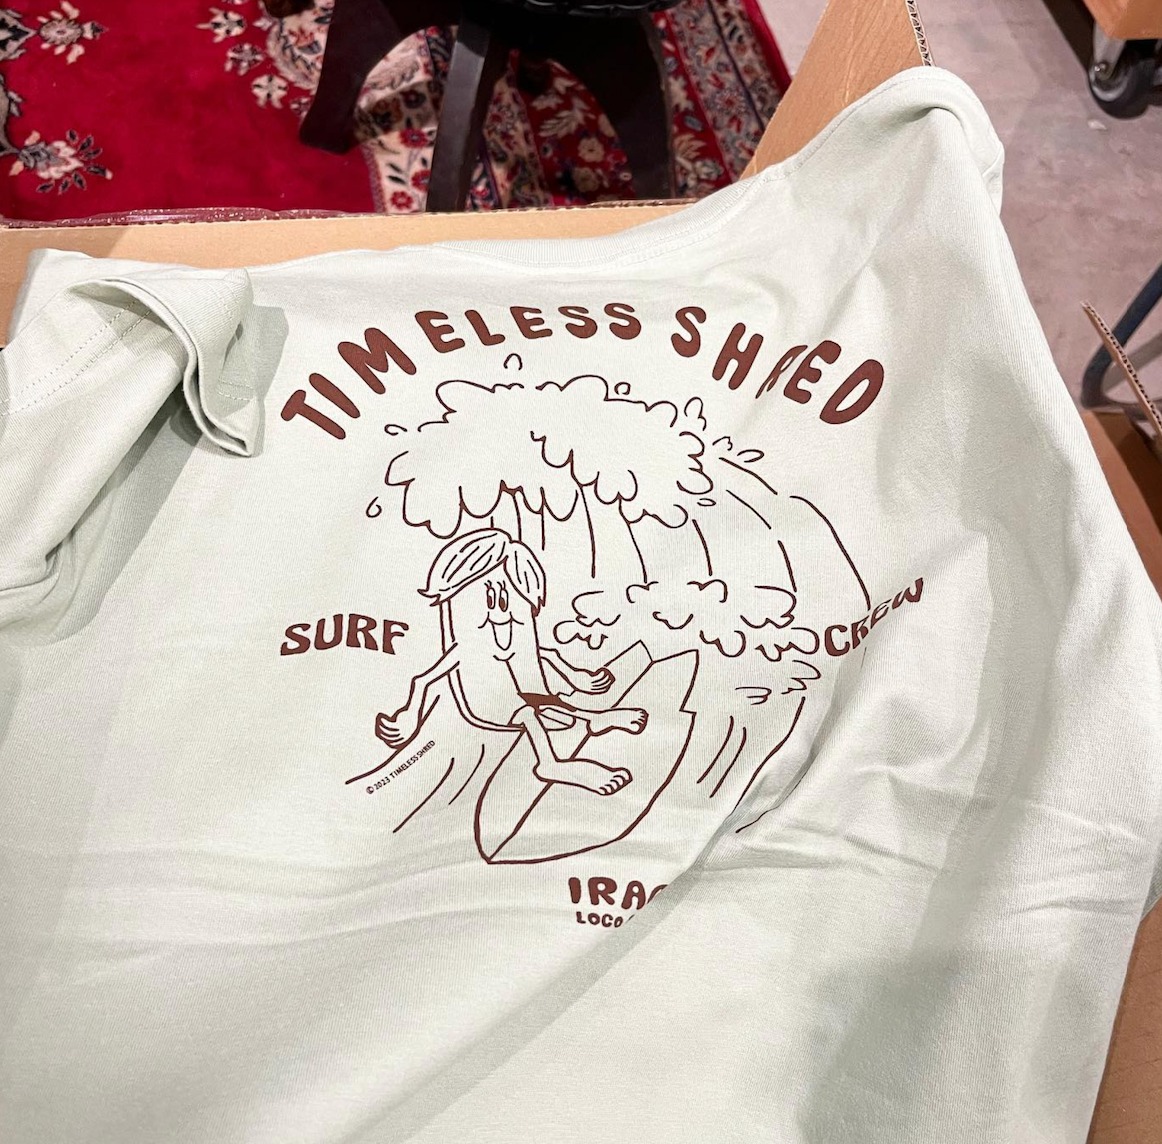 TIMELESS SHRED
SURF
CREW
© 2023 TIMELESS SHRED